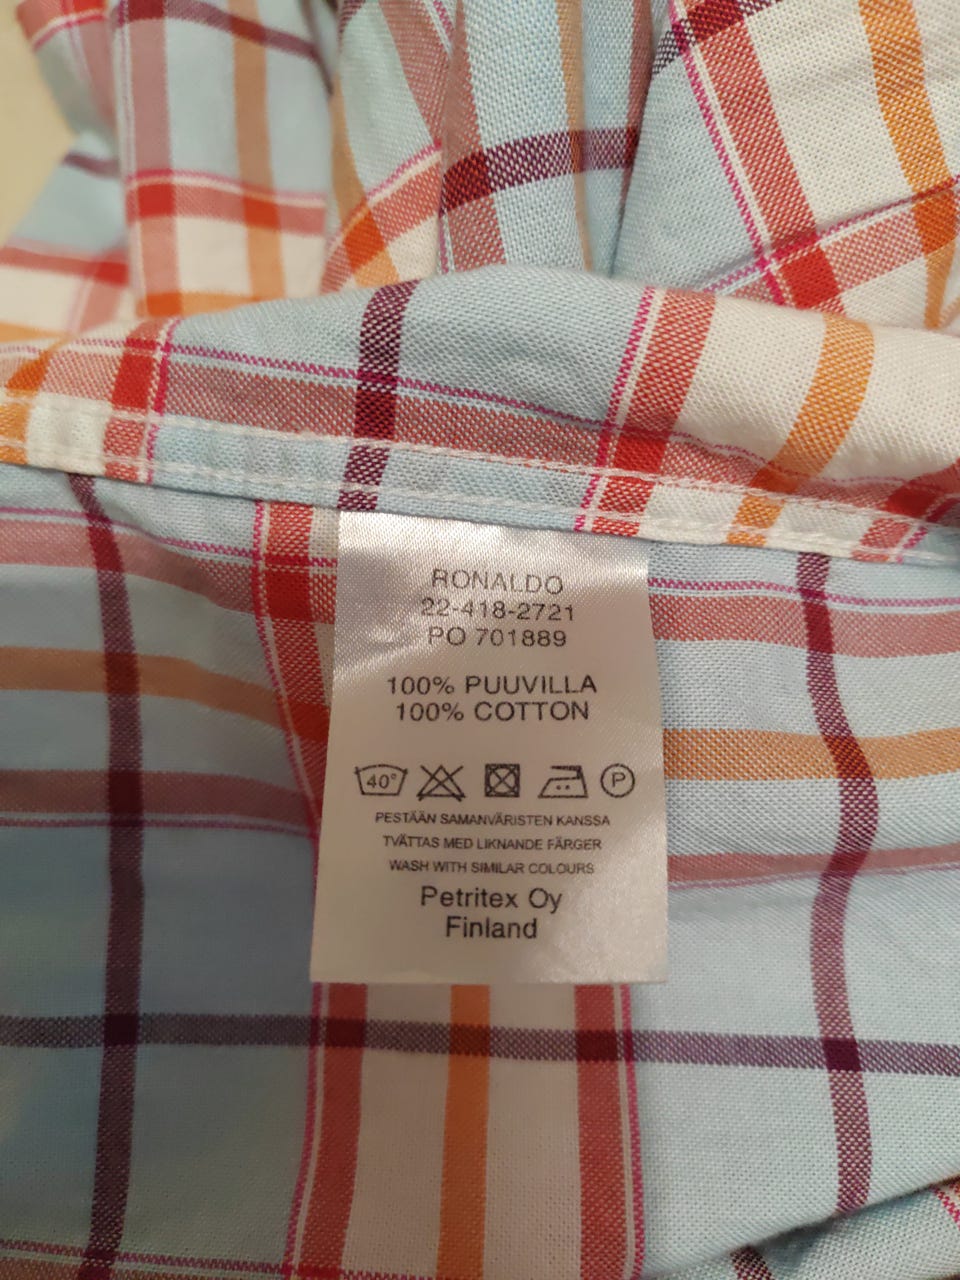 RONALDO
22-418-2721
PO 701889
100% PUUVILLA
100% COTTON
40° P
PESTÄÄN SAMANVÄRISTEN KANSSA
TVÄTTAS MED LIKNANDE FÄRGER
WASH WITH SIMILAR COLOURS
Petritex Oy
Finland